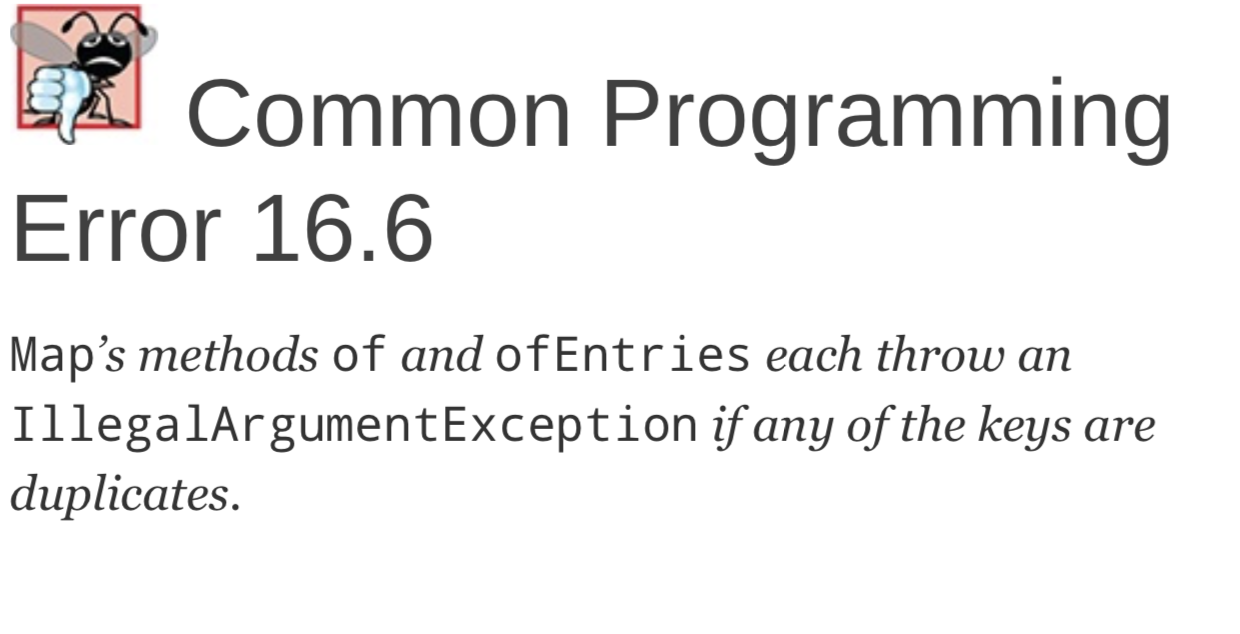 Common Programming
Error 16.6
Map’s methods of and ofEntries each throw an
IllegalArgumentException if any of the keys are
duplicates.